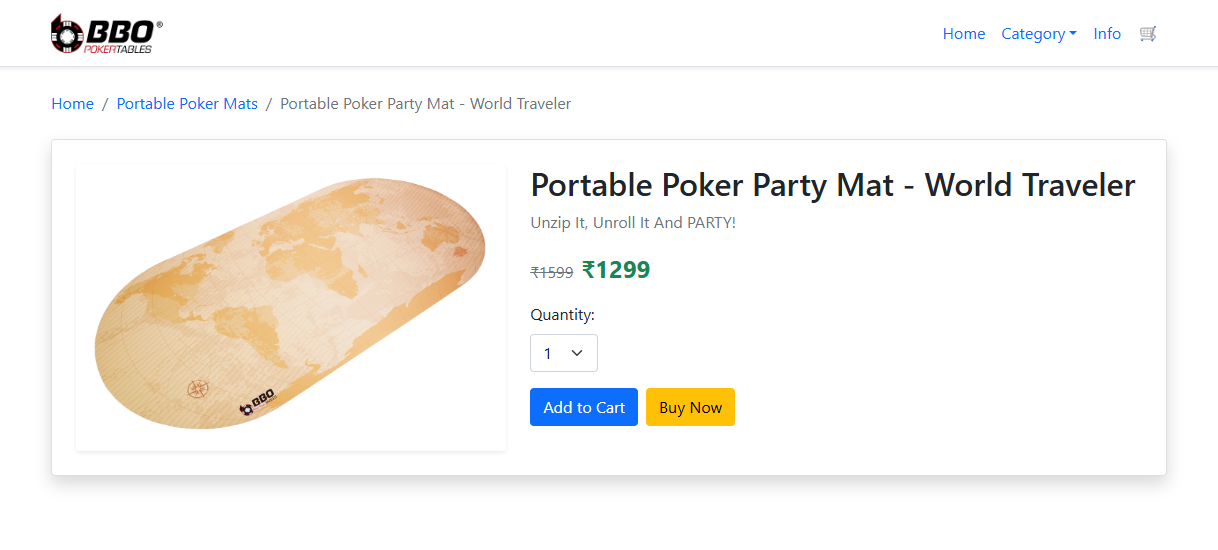 BBO®
POKERTABLES
Home Category Info
Home / Portable Poker Mats / Portable Poker Party Mat - World Traveler
Portable Poker Party Mat - World Traveler
Unzip It, Unroll It And PARTY!
₹1599 ₹1299
Quantity:
1
Add to Cart Buy Now
BBO